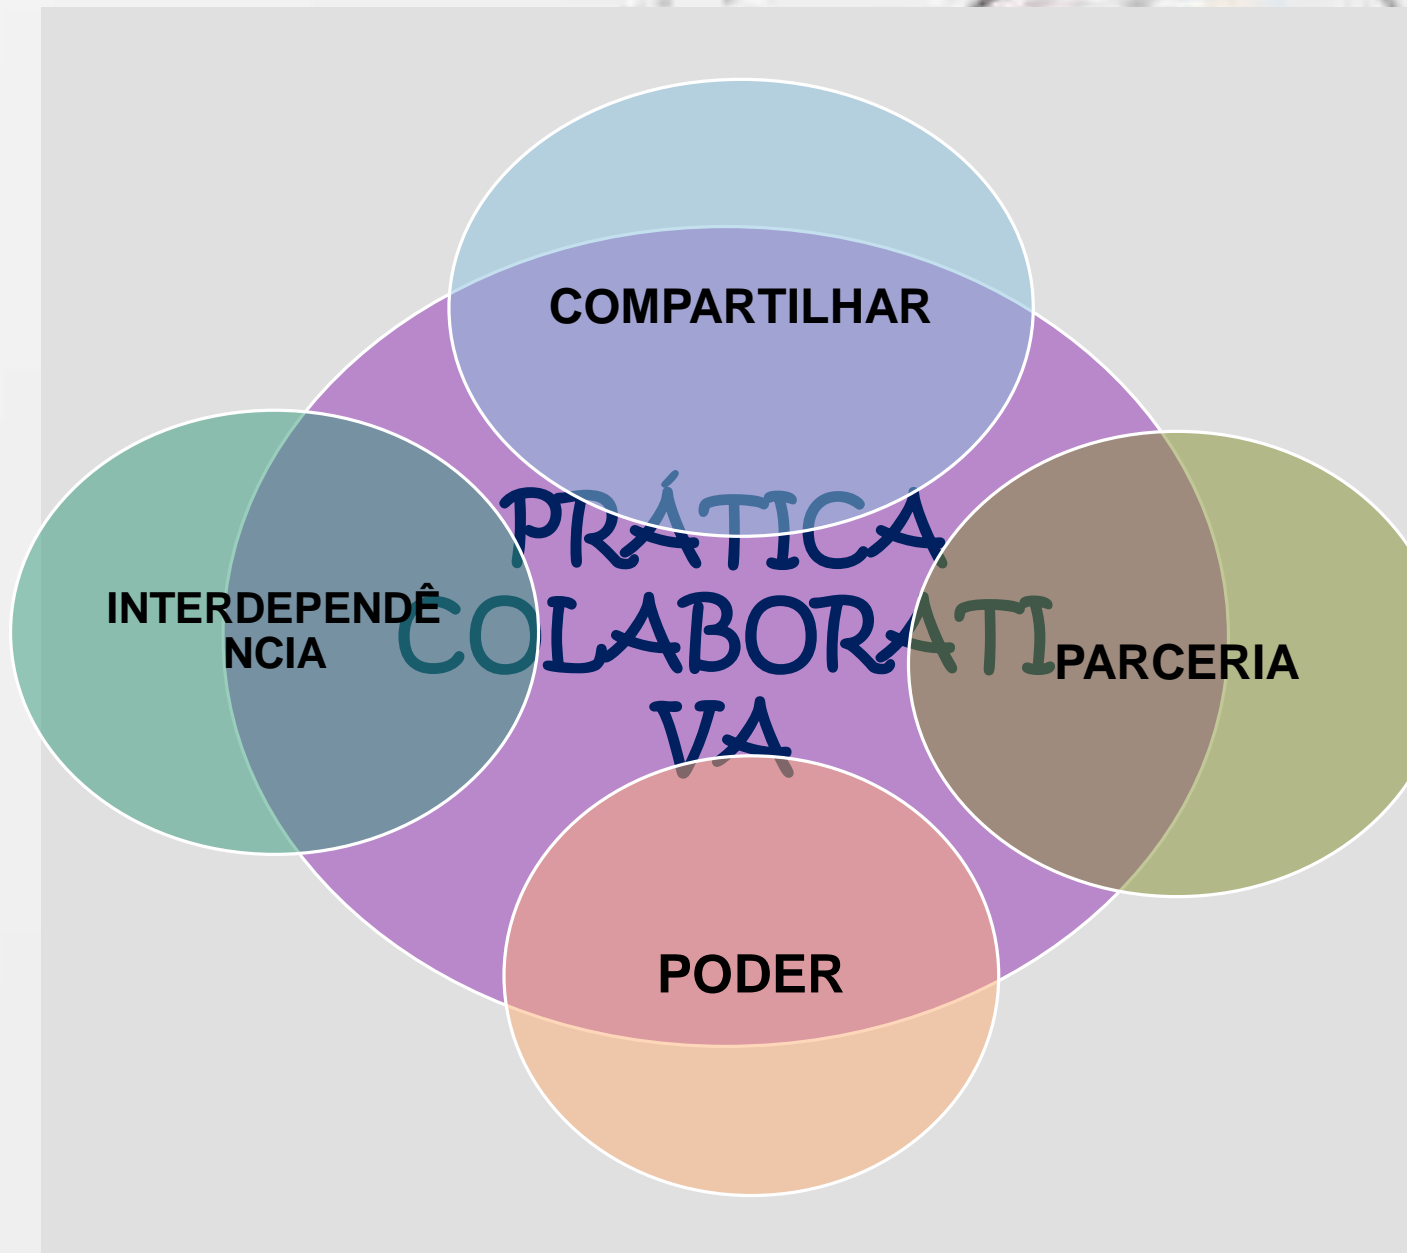 COMPARTILHAR
PRÁTICA
COLABORATI
VA
INTERDEPENDÊ
NCIA
PARCERIA
PODER